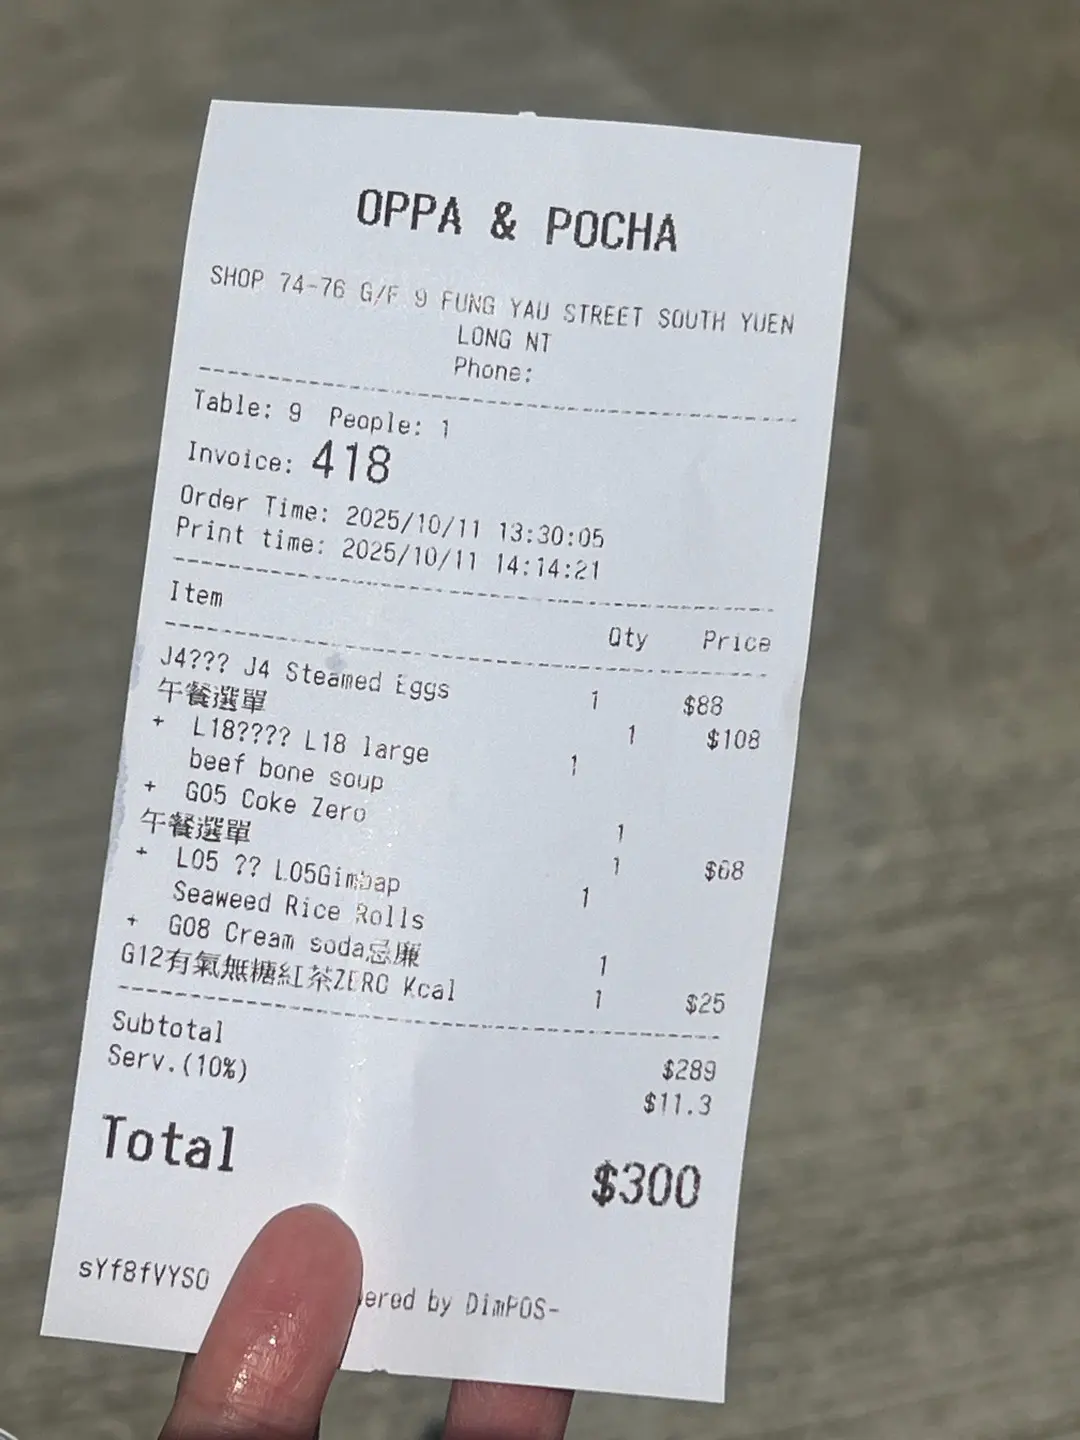 OPPA & POCHA
SHOP 74-76 G/F 9 FUNG YAU STREET SOUTH YUEN
LONG NT
Phone:
Table: 9 People: 1
Invoice: 418
Order Time: 2025/10/11 13:30:05
Print time: 2025/10/11 14:14:21
Item Qty Price
J4??? J4 Steamed Eggs 1 $88
午餐選單 1 $108
+ L18???? L18 large 1
beef bone soup
+ G05 Coke Zero 1
午餐選單 1 $68
+ L05 ?? L05Gimbap 1
Seaweed Rice Rolls
+ G08 Cream soda忌廉 1
G12有氣無糖紅茶ZERO Kcal 1 $25
Subtotal $289
Serv.(10%) $11.3
Total $300
sYf8fVYSO ered by DimPOS-